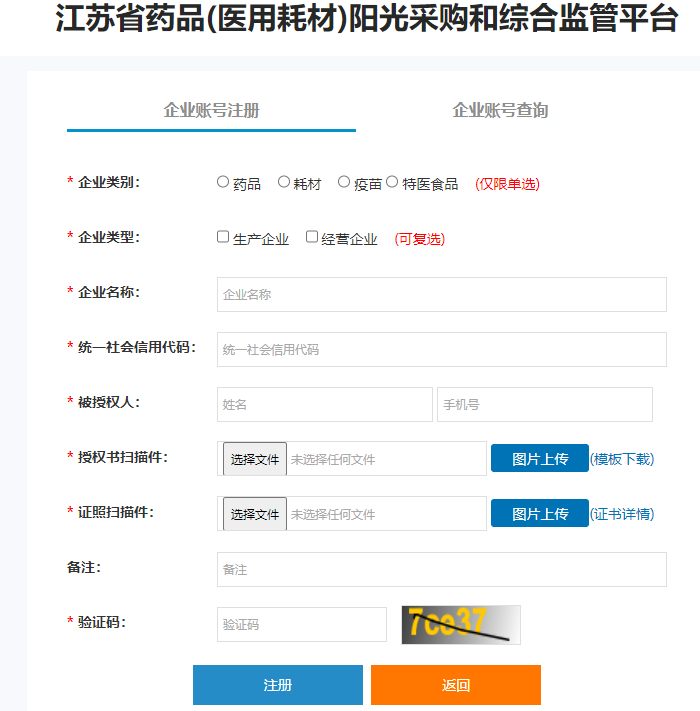 江苏省药品(医用耗材)阳光采购和综合监管平台
企业账号注册 企业账号查询
* 企业类别： 药品 耗材 疫苗 特医食品 (仅限单选)
* 企业类型： 生产企业 经营企业 (可复选)
* 企业名称： 企业名称
* 统一社会信用代码： 统一社会信用代码
* 被授权人： 姓名 手机号
* 授权书扫描件： 选择文件 未选择任何文件 图片上传 (模板下载)
* 证照扫描件： 选择文件 未选择任何文件 图片上传 (证书详情)
备注： 备注
* 验证码： 验证码 7ce37
注册 返回